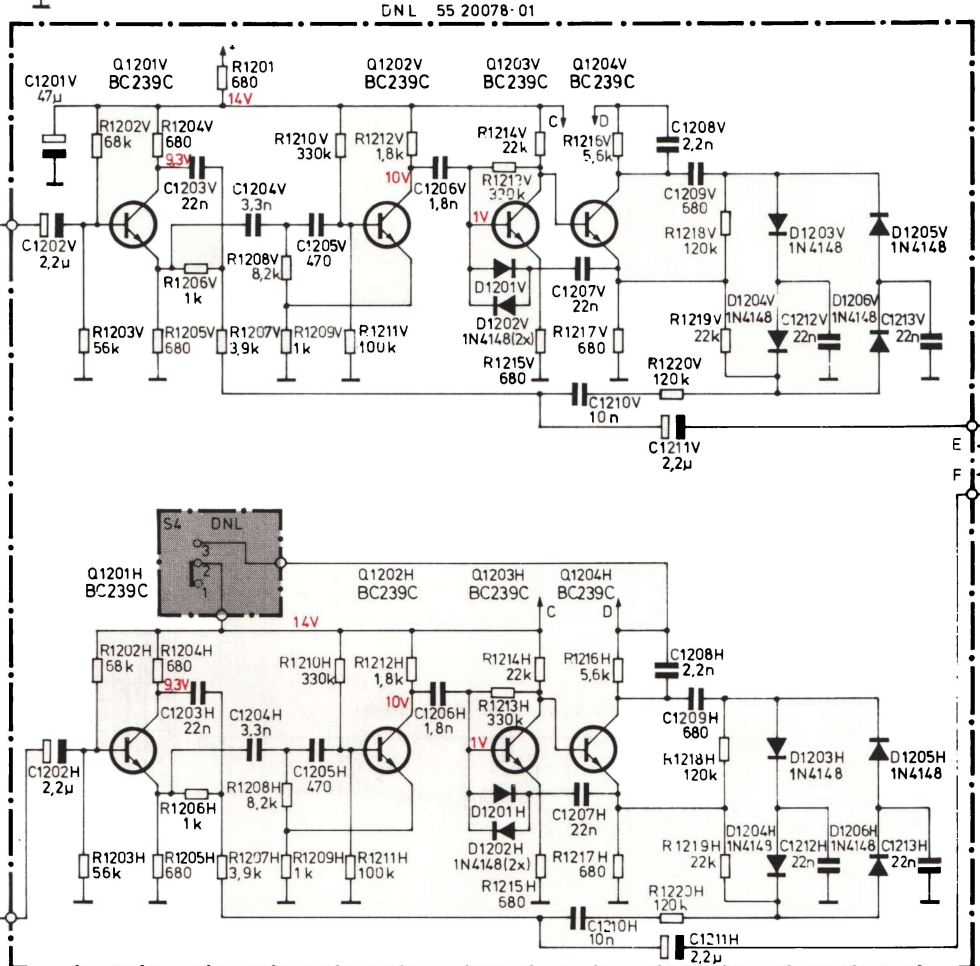 DNL 55 20078-01
Q1201V
BC239C
+
R1201
680
14V
Q1202V
BC239C
Q1203V
BC239C
Q1204V
BC239C
C1201V
47µ
R1202V
68k
R1204V
680
9,3V
C1203V
22n
C1204V
3,3n
R1210V
330k
R1212V
1,8k
10V
C1206V
1,8n
C
D
R1214V
22k
R1213V
330k
1V
R1216V
5,6k
C1208V
2,2n
C1209V
680
R1218V
120k
D1203V
1N4148
D1205V
1N4148
C1202V
2,2µ
R1206V
1k
R1208V
8,2k
C1205V
470
D1201V
D1202V
1N4148(2x)
C1207V
22n
R1203V
56k
R1205V
680
R1207V
3,9k
R1209V
1k
R1211V
100k
R1215V
680
R1217V
680
R1219V
22k
D1204V
1N4148
C1212V
22n
D1206V
1N4148
C1213V
22n
R1220V
120k
C1210V
10n
C1211V
2,2µ
E
F
S4 DNL
3
2
1
Q1201H
BC239C
Q1202H
BC239C
Q1203H
BC239C
Q1204H
BC239C
C
D
14V
R1202H
68k
R1204H
680
9,3V
C1203H
22n
C1204H
3,3n
R1210H
330k
R1212H
1,8k
10V
C1206H
1,8n
R1214H
22k
R1213H
330k
1V
R1216H
5,6k
C1208H
2,2n
C1209H
680
R1218H
120k
D1203H
1N4148
D1205H
1N4148
C1202H
2,2µ
R1206H
1k
R1208H
8,2k
C1205H
470
D1201H
D1202H
1N4148(2x)
C1207H
22n
R1203H
56k
R1205H
680
R1207H
3,9k
R1209H
1k
R1211H
100k
R1215H
680
R1217H
680
R1219H
22k
D1204H
1N4148
C1212H
22n
D1206H
1N4148
C1213H
22n
R1220H
120k
C1210H
10n
C1211H
2,2µ